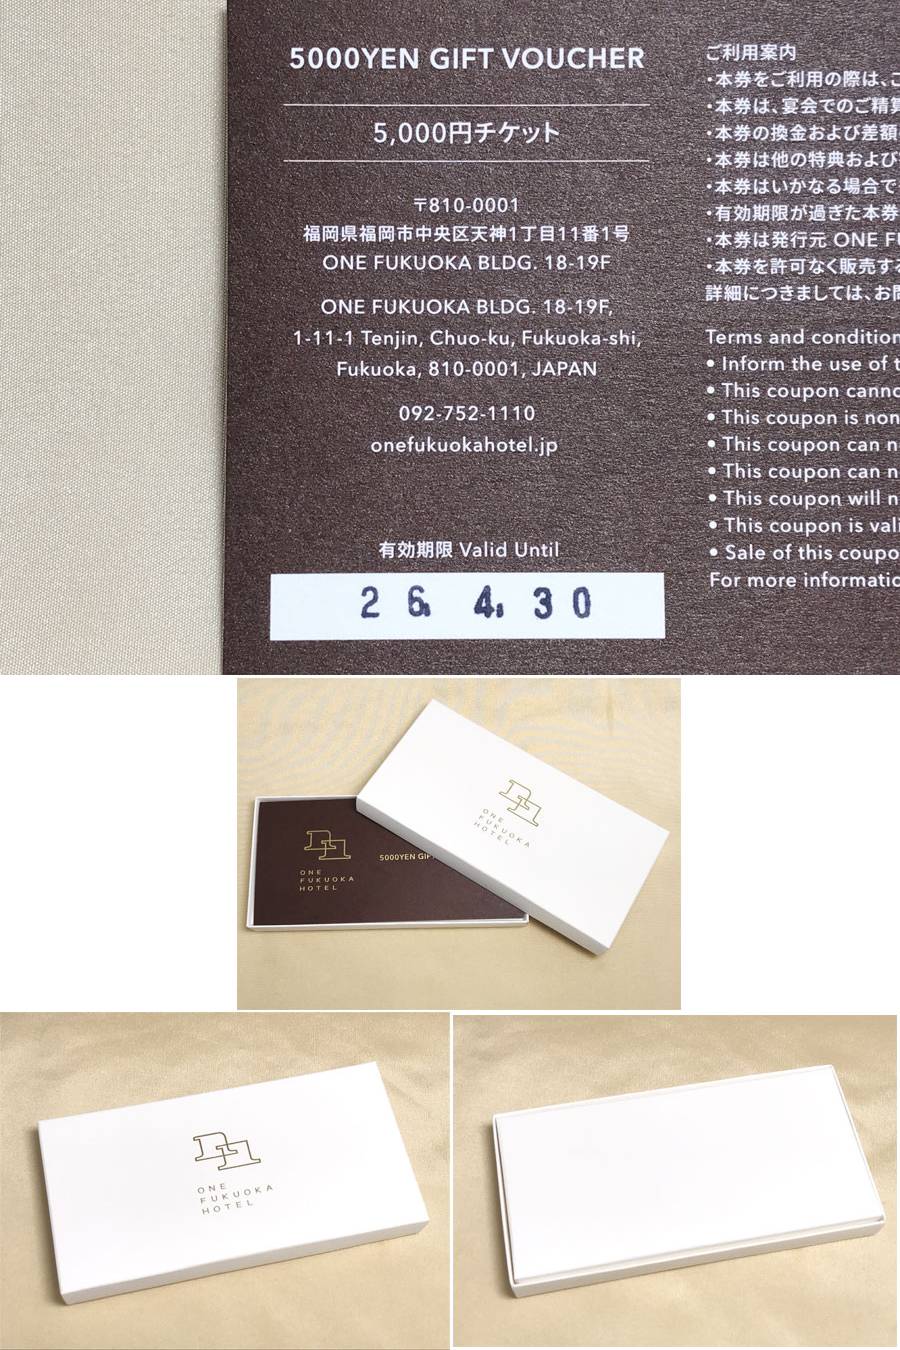 5000YEN GIFT VOUCHER
5,000円チケット
〒810-0001
福岡県福岡市中央区天神1丁目11番1号
ONE FUKUOKA BLDG. 18-19F
ONE FUKUOKA BLDG. 18-19F,
1-11-1 Tenjin, Chuo-ku, Fukuoka-shi,
Fukuoka, 810-0001, JAPAN
092-752-1110
onefukuokahotel.jp
有効期限 Valid Until
26. 4. 30
ご利用案内
・本券をご利用の際は、
・本券は、宴会でのご精算
・本券の換金および差額
・本券は他の特典および
・本券はいかなる場合で
・有効期限が過ぎた本券
・本券は発行元 ONE FU
・本券を許可なく販売する
詳細につきましては、お問
Terms and condition
• Inform the use of t
• This coupon canno
• This coupon is non
• This coupon can n
• This coupon can n
• This coupon will n
• This coupon is vali
• Sale of this coupo
For more informatio
ONE
FUKUOKA
HOTEL
5000YEN GIF
ONE
FUKUOKA
HOTEL
ONE
FUKUOKA
HOTEL